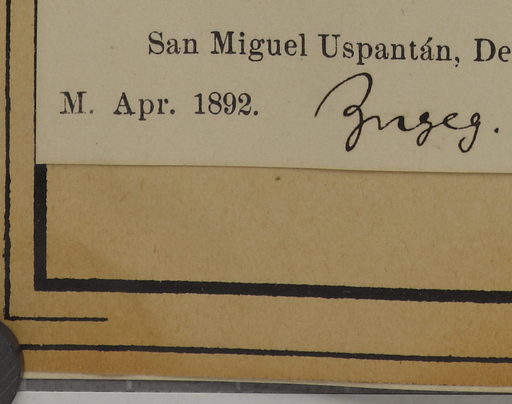 San Miguel Uspantán, De
M. Apr. 1892.